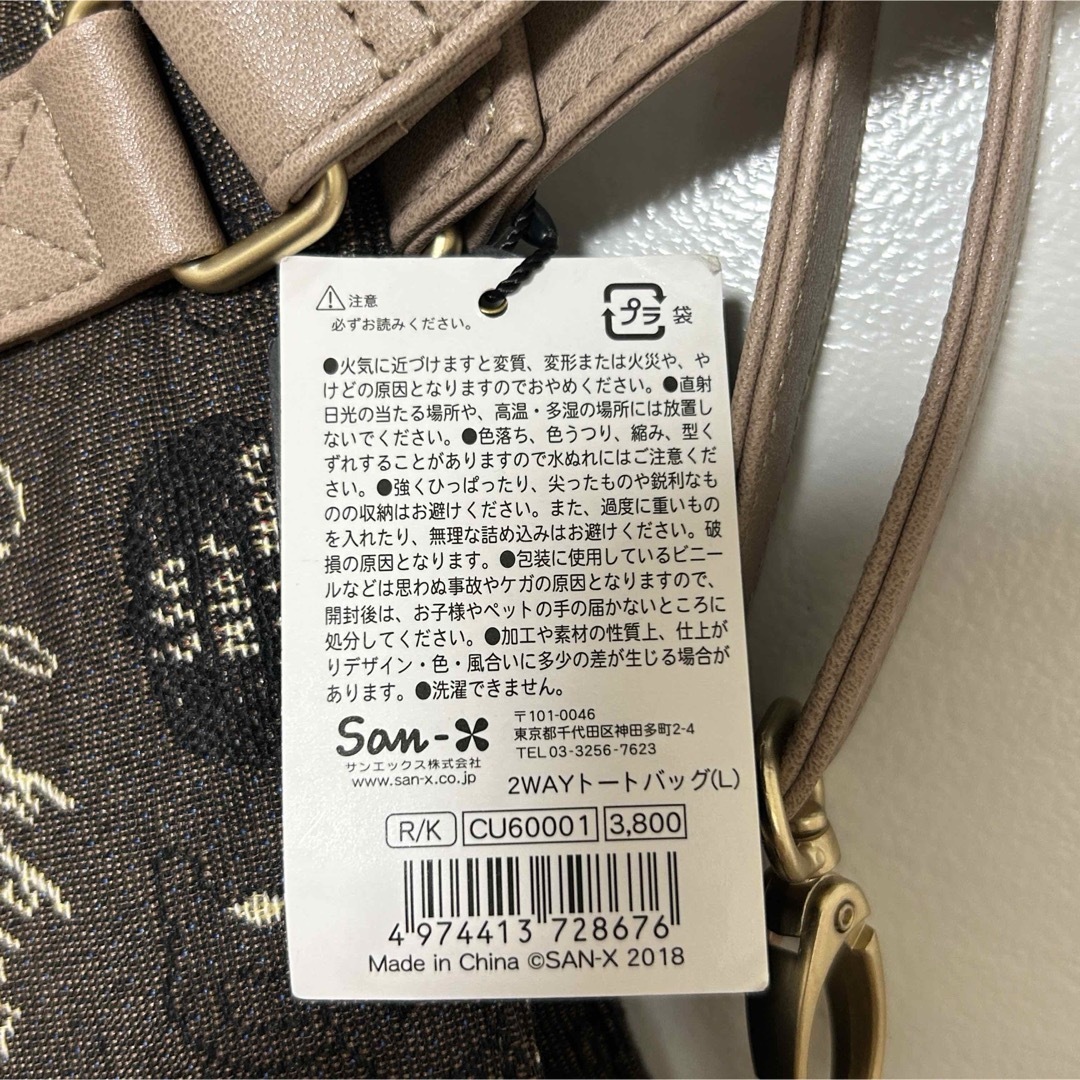 注意
必ずお読みください。
プラ 袋
●火気に近づけますと変質、変形または火災や、や
けどの原因となりますのでおやめください。●直射
日光の当たる場所や、高温・多湿の場所には放置し
ないでください。●色落ち、色うつり、縮み、型く
ずれすることがありますので水ぬれにはご注意くだ
さい。●強くひっぱったり、尖ったものや鋭利なも
のの収納はお避けください。また、過度に重いもの
を入れたり、無理な詰め込みはお避けください。破
損の原因となります。●包装に使用しているビニー
ルなどは思わぬ事故やケガの原因となりますので、
開封後は、お子様やペットの手の届かないところに
処分してください。●加工や素材の性質上、仕上が
りデザイン・色・風合いに多少の差が生じる場合が
あります。●洗濯できません。
San-X
サンエックス株式会社
www.san-x.co.jp
〒101-0046
東京都千代田区神田多町2-4
TEL 03-3256-7623
2WAYトートバッグ(L)
R/K CU60001 3,800
4 974413 728676
Made in China ©SAN-X 2018